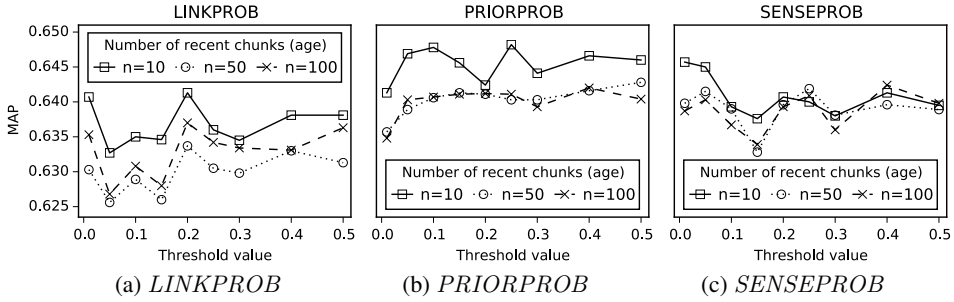 LINKPROB
PRIORPROB
SENSEPROB
MAP
0.650
0.645
0.640
0.635
0.630
0.625
Number of recent chunks (age)
n=10 n=50 n=100
Number of recent chunks (age)
n=10 n=50 n=100
Number of recent chunks (age)
n=10 n=50 n=100
0.0 0.1 0.2 0.3 0.4 0.5
0.0 0.1 0.2 0.3 0.4 0.5
0.0 0.1 0.2 0.3 0.4 0.5
Threshold value
Threshold value
Threshold value
(a) LINKPROB
(b) PRIORPROB
(c) SENSEPROB